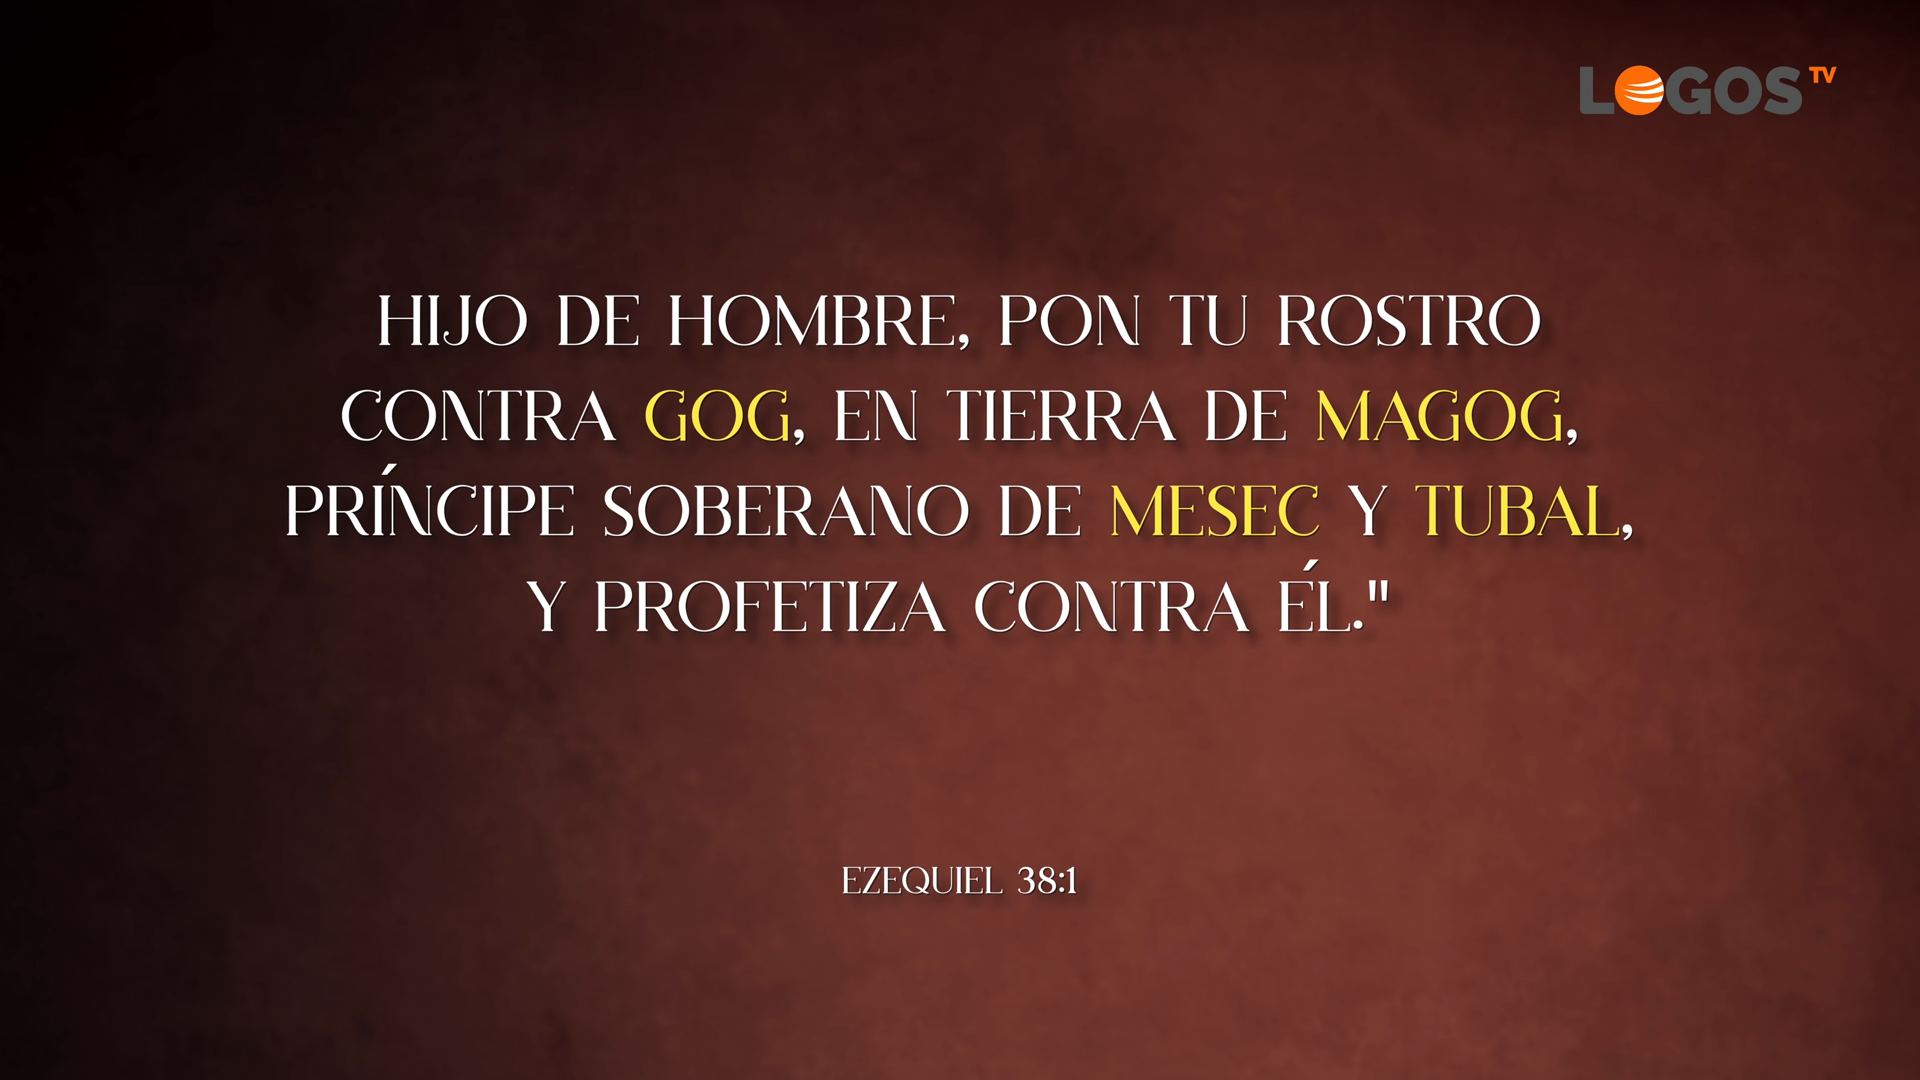 LOGOS TV
HIJO DE HOMBRE, PON TU ROSTRO
CONTRA GOG, EN TIERRA DE MAGOG,
PRÍNCIPE SOBERANO DE MESEC Y TUBAL,
Y PROFETIZA CONTRA ÉL."
EZEQUIEL 38:1